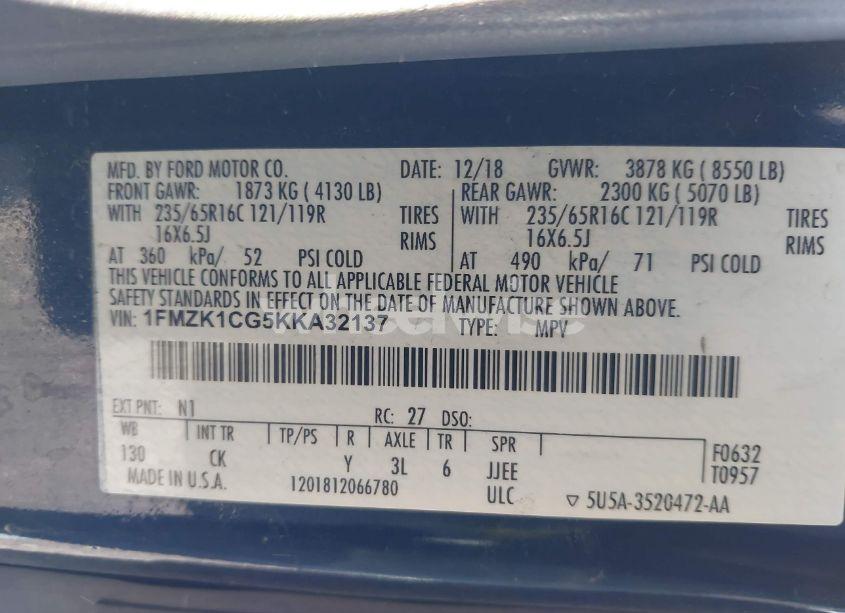 MFD. BY FORD MOTOR CO. DATE: 12/18 GVWR: 3878 KG ( 8550 LB)
FRONT GAWR: 1873 KG ( 4130 LB) REAR GAWR: 2300 KG ( 5070 LB)
WITH 235/65R16C 121/119R TIRES WITH 235/65R16C 121/119R TIRES
16X6.5J RIMS 16X6.5J RIMS
AT 360 kPa/ 52 PSI COLD AT 490 kPa/ 71 PSI COLD
THIS VEHICLE CONFORMS TO ALL APPLICABLE FEDERAL MOTOR VEHICLE
SAFETY STANDARDS IN EFFECT ON THE DATE OF MANUFACTURE SHOWN ABOVE.
VIN: 1FMZK1CG5KKA32137 TYPE: MPV
EXT PNT: N1 RC: 27 DSO:
WB INT TR TP/PS R AXLE TR SPR F0632
130 CK Y 3L 6 JJEE T0957
MADE IN U.S.A. 1201812066780 ULC ▽ 5U5A-3520472-AA